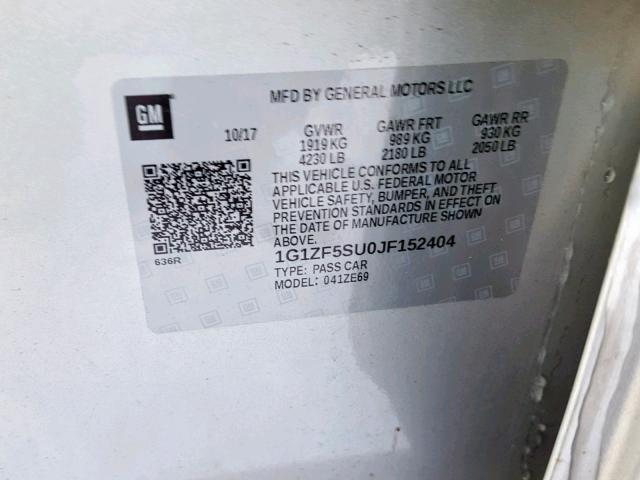 MFD BY GENERAL MOTORS LLC
GM
10/17 GVWR GAWR FRT GAWR RR
1919 KG 989 KG 930 KG
4230 LB 2180 LB 2050 LB
THIS VEHICLE CONFORMS TO ALL
APPLICABLE U.S. FEDERAL MOTOR
VEHICLE SAFETY, BUMPER, AND THEFT
PREVENTION STANDARDS IN EFFECT ON
THE DATE OF MANUFACTURE SHOWN
ABOVE.
636R
1G1ZF5SU0JF152404
TYPE: PASS CAR
MODEL: 041ZE69